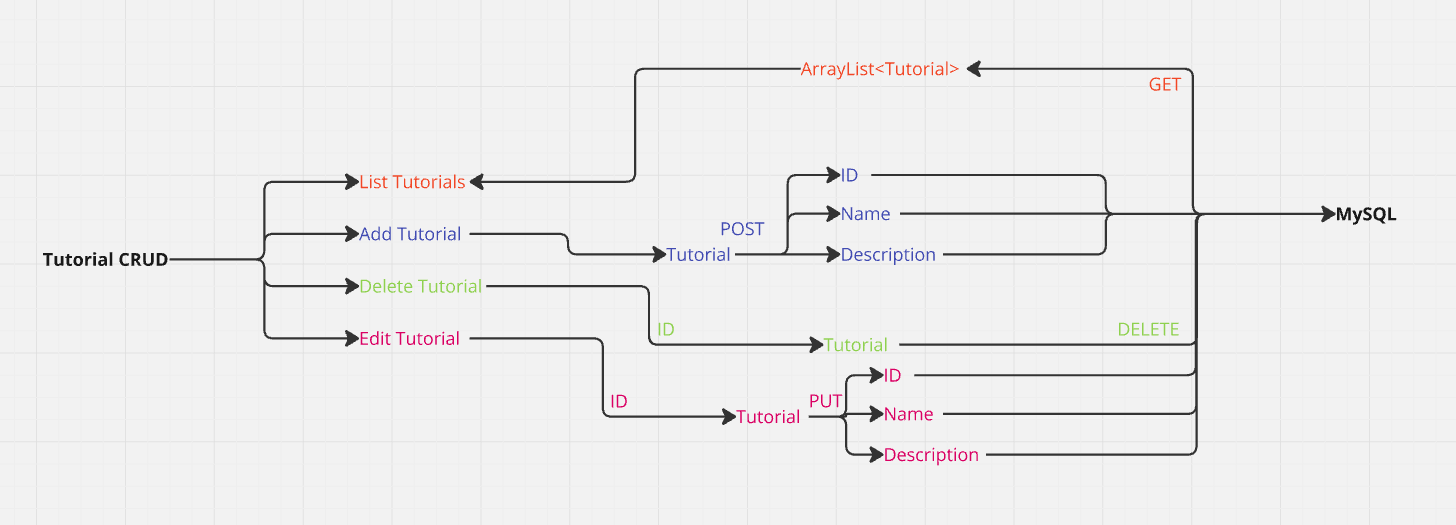 ArrayList<Tutorial>
GET
List Tutorials
ID
Name
Add Tutorial
POST
Tutorial
Description
MySQL
Tutorial CRUD
Delete Tutorial
ID
Tutorial
DELETE
Edit Tutorial
ID
Tutorial
PUT
ID
Name
Description